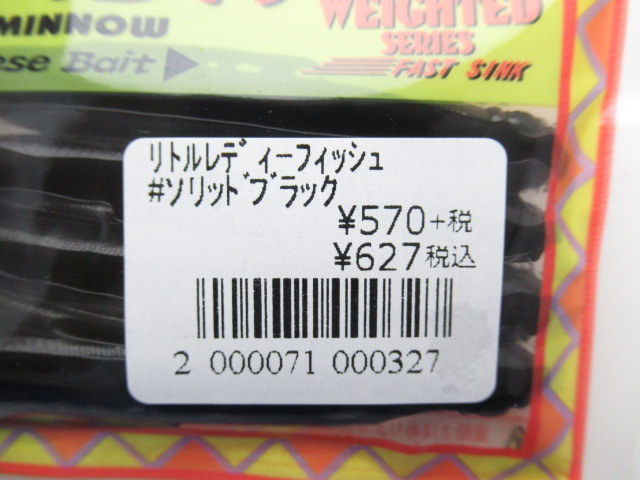 WEIGHTED
MINNOW
SERIES
ese Bait
FAST SINK
ﾘﾄﾙﾚﾃﾞｨｰﾌｨｯｼｭ
#ｿﾘｯﾄﾞﾌﾞﾗｯｸ
¥570+税
¥627税込
2 000071 000327